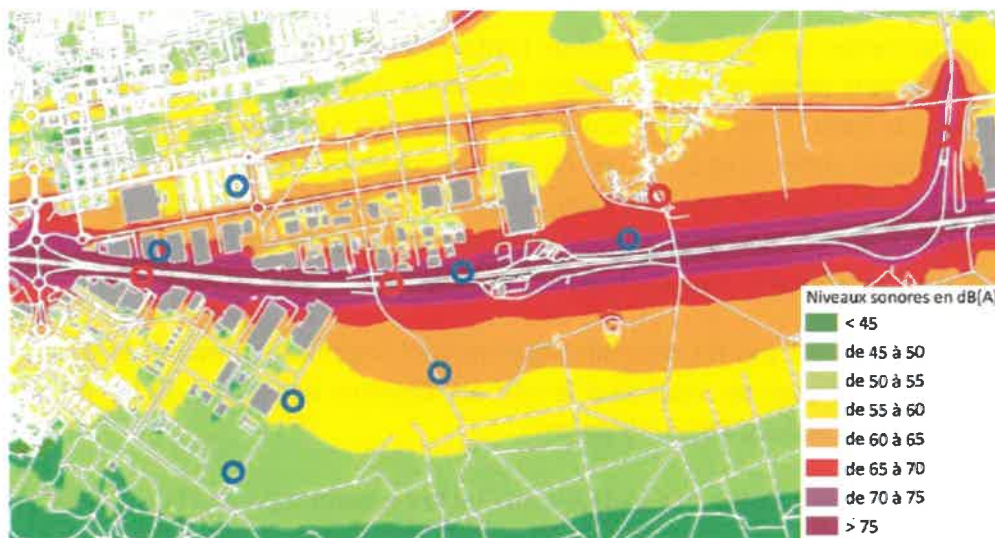 Niveaux sonores en dB(A)
< 45
de 45 à 50
de 50 à 55
de 55 à 60
de 60 à 65
de 65 à 70
de 70 à 75
> 75